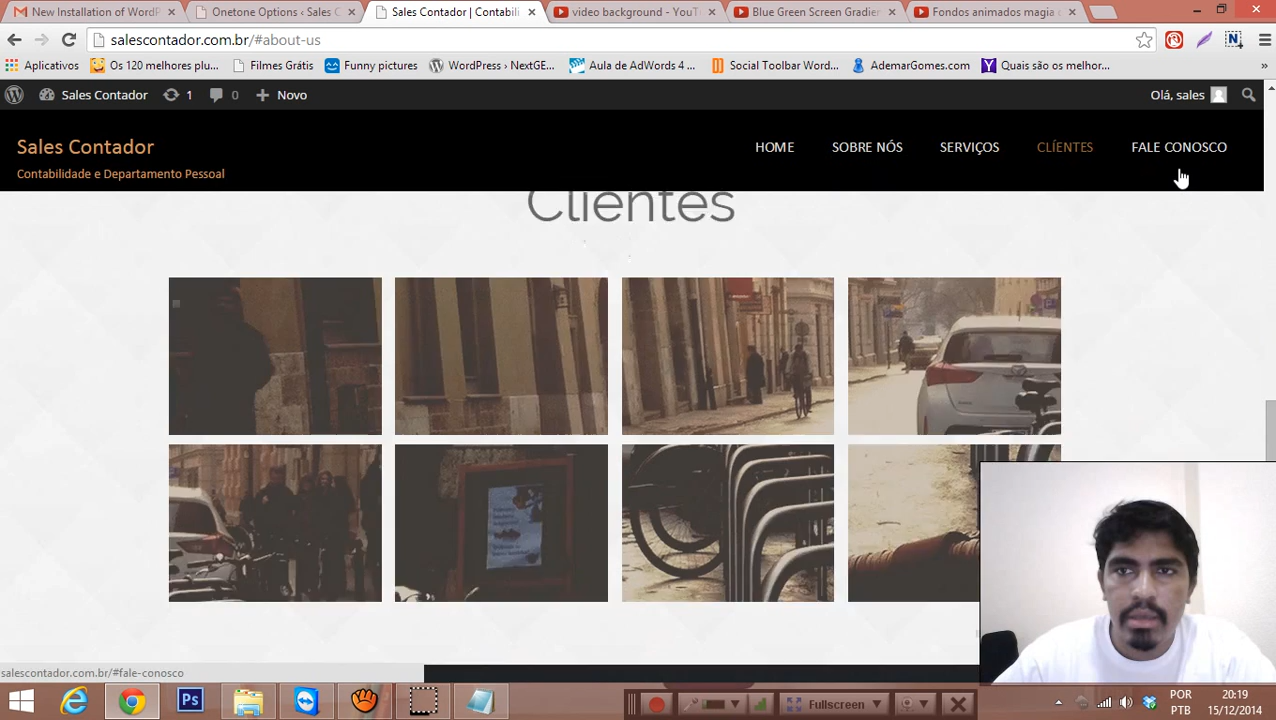 New Installation of WordP
Onetone Options ‹ Sales C
Sales Contador | Contabili
video background - YouT
Blue Green Screen Gradier
Fondos animados magia
salescontador.com.br/#about-us
Aplicativos
Os 120 melhores plu...
Filmes Grátis
Funny pictures
WordPress › NextGE...
Aula de AdWords 4 ...
Social Toolbar Word...
AdemarGomes.com
Quais são os melhor...
»
Sales Contador
1
0
Novo
Olá, sales
Sales Contador
Contabilidade e Departamento Pessoal
HOME
SOBRE NÓS
SERVIÇOS
CLÍENTES
FALE CONOSCO
Clientes
salescontador.com.br/#fale-conosco
Ps
Fullscreen
POR
PTB
20:19
15/12/2014